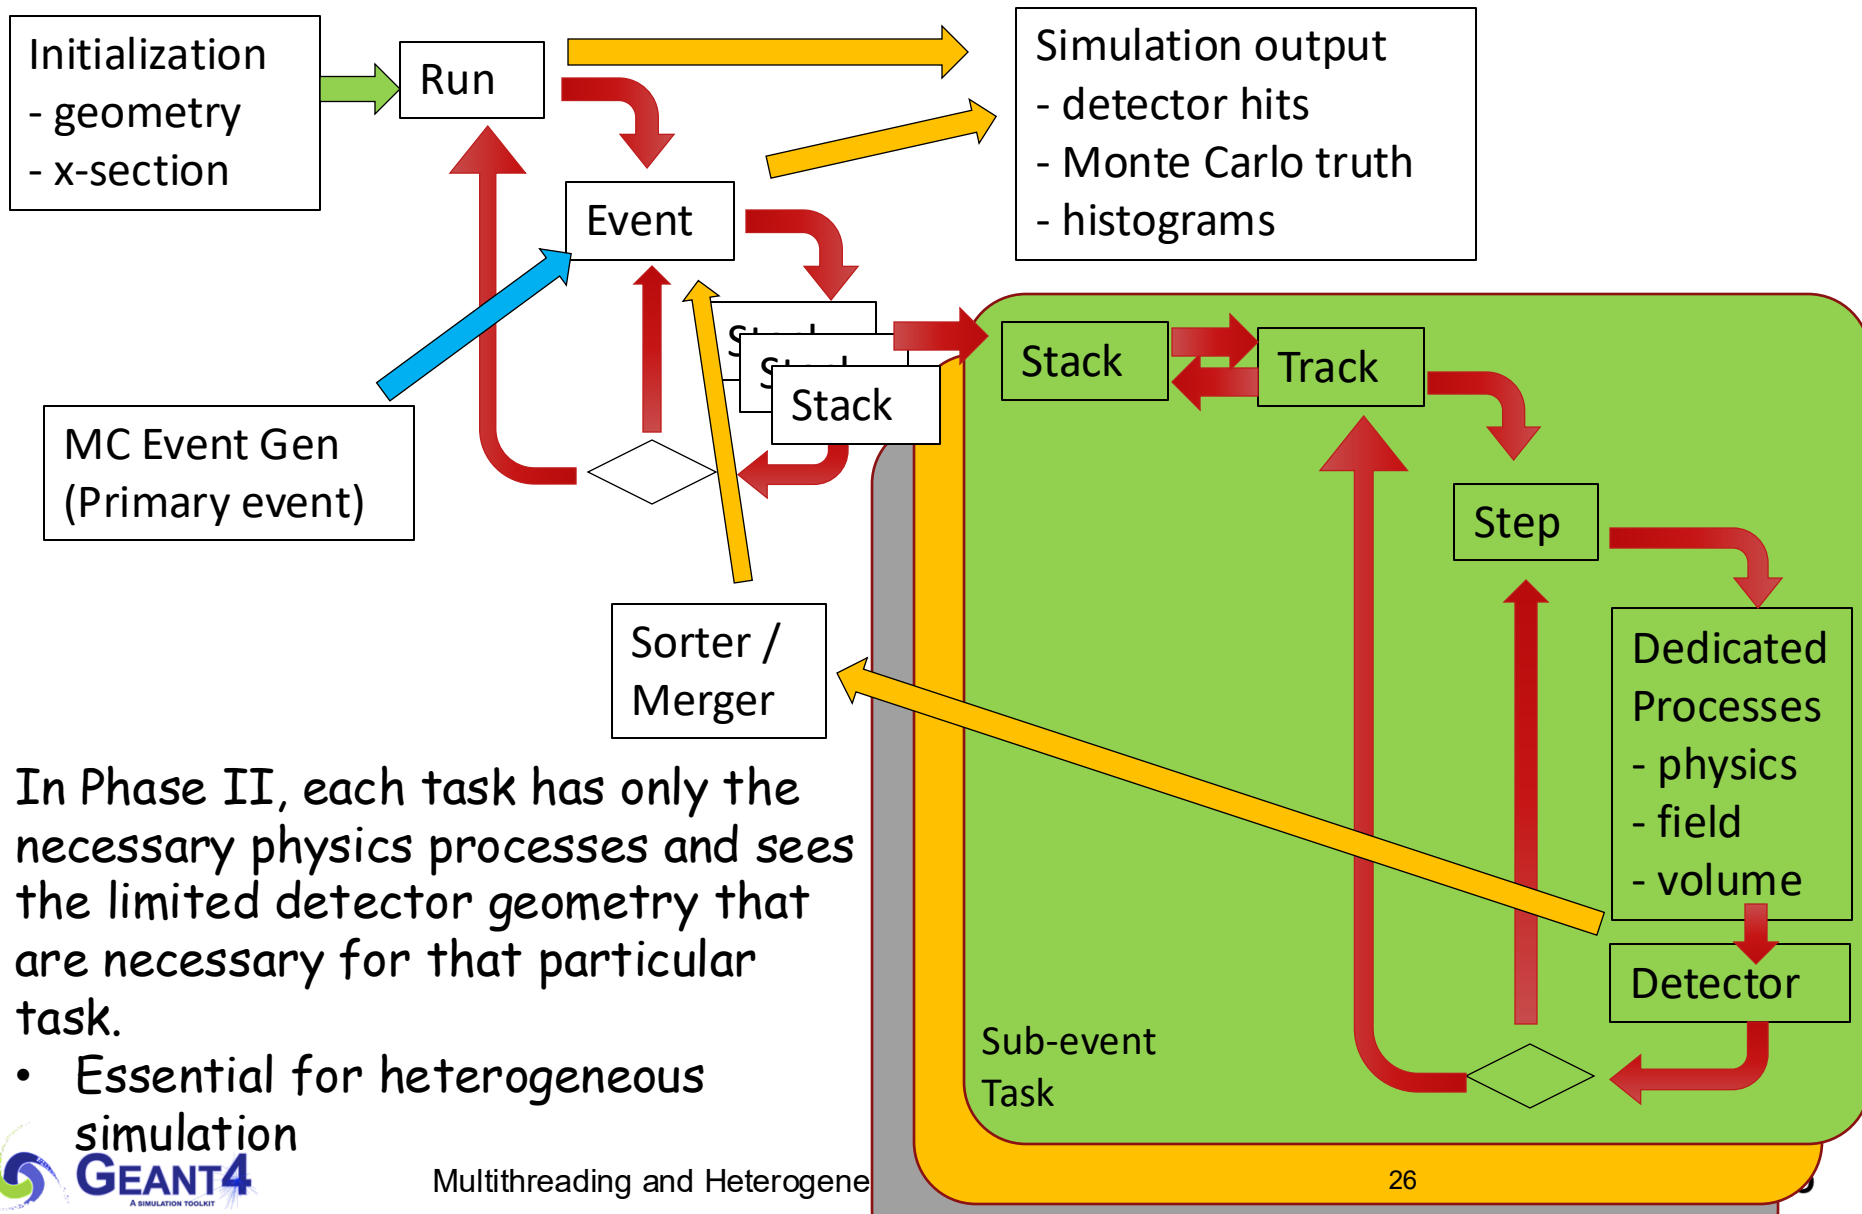 Initialization
- geometry
- x-section
Run
Simulation output
- detector hits
- Monte Carlo truth
- histograms
Event
Stack
Stack
Track
MC Event Gen
(Primary event)
Step
Sorter /
Merger
Dedicated
Processes
- physics
- field
- volume
Detector
Sub-event
Task
In Phase II, each task has only the
necessary physics processes and sees
the limited detector geometry that
are necessary for that particular
task.
• Essential for heterogeneous
simulation
GEANT4
A SIMULATION TOOLKIT
Multithreading and Heterogene
26